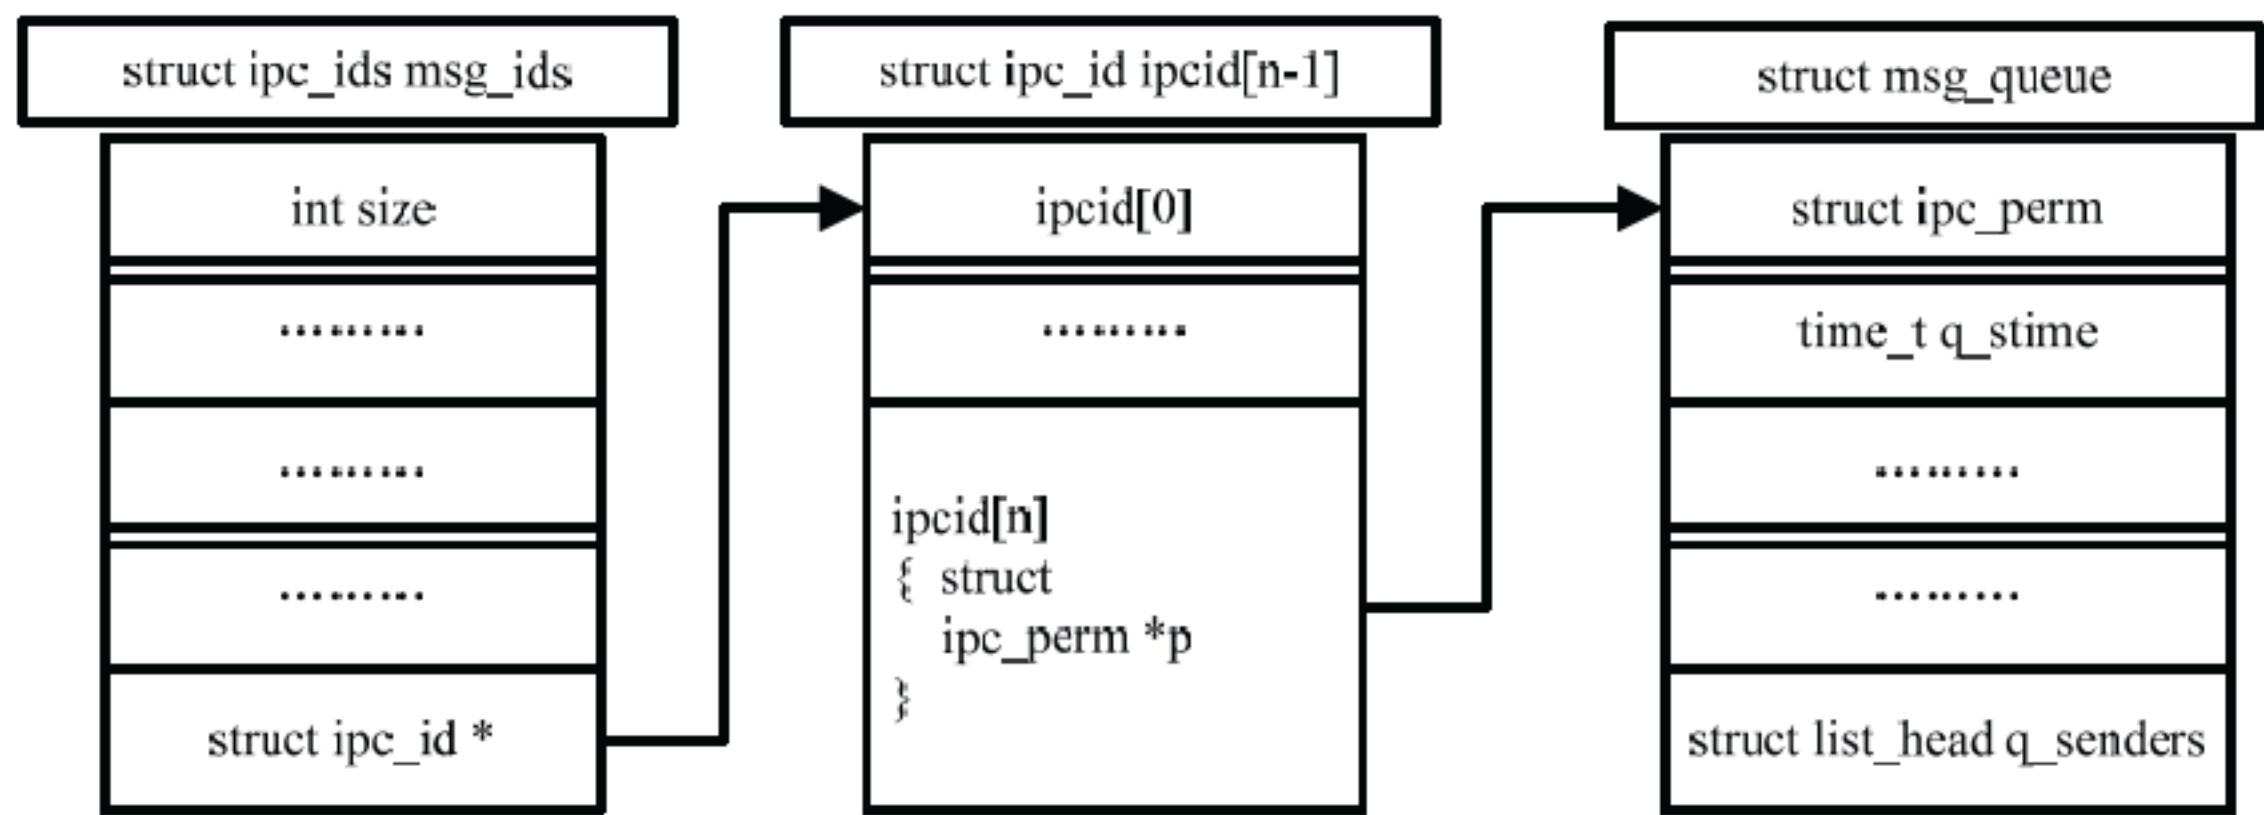 struct ipc_ids msg_ids
int size
.........
.........
.........
struct ipc_id *
struct ipc_id ipcid[n-1]
ipcid[0]
.........
ipcid[n]
{ struct
ipc_perm *p
}
struct msg_queue
struct ipc_perm
time_t q_stime
.........
.........
struct list_head q_senders